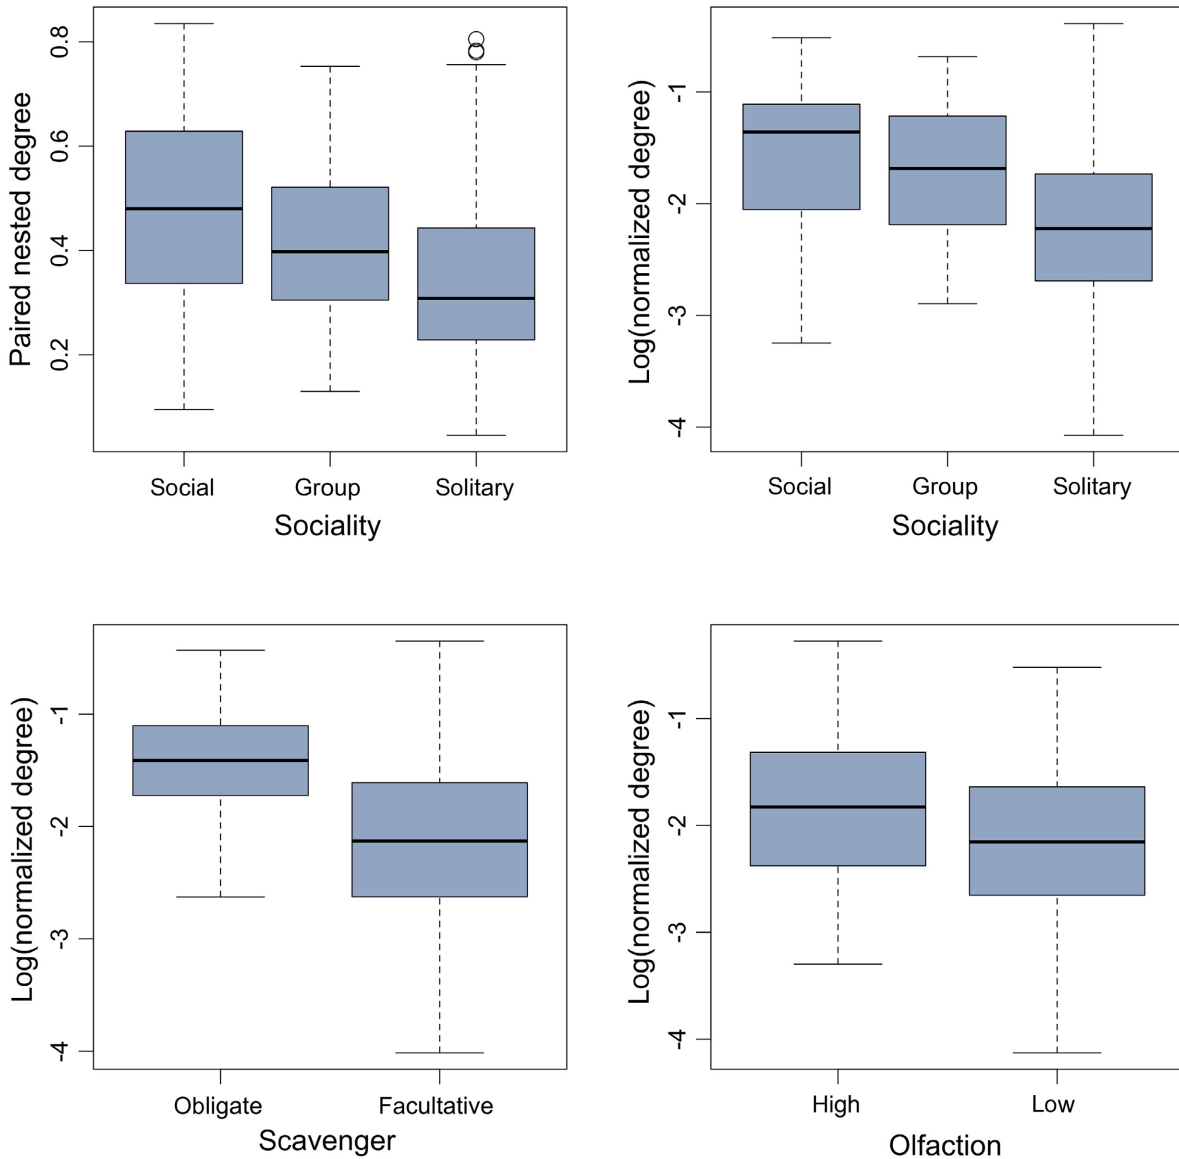 Paired nested degree
0.8
0.6
0.4
0.2
Social Group Solitary
Sociality
Log(normalized degree)
-1
-2
-3
-4
Social Group Solitary
Sociality
Log(normalized degree)
-1
-2
-3
-4
Obligate Facultative
Scavenger
Log(normalized degree)
-1
-2
-3
-4
High Low
Olfaction